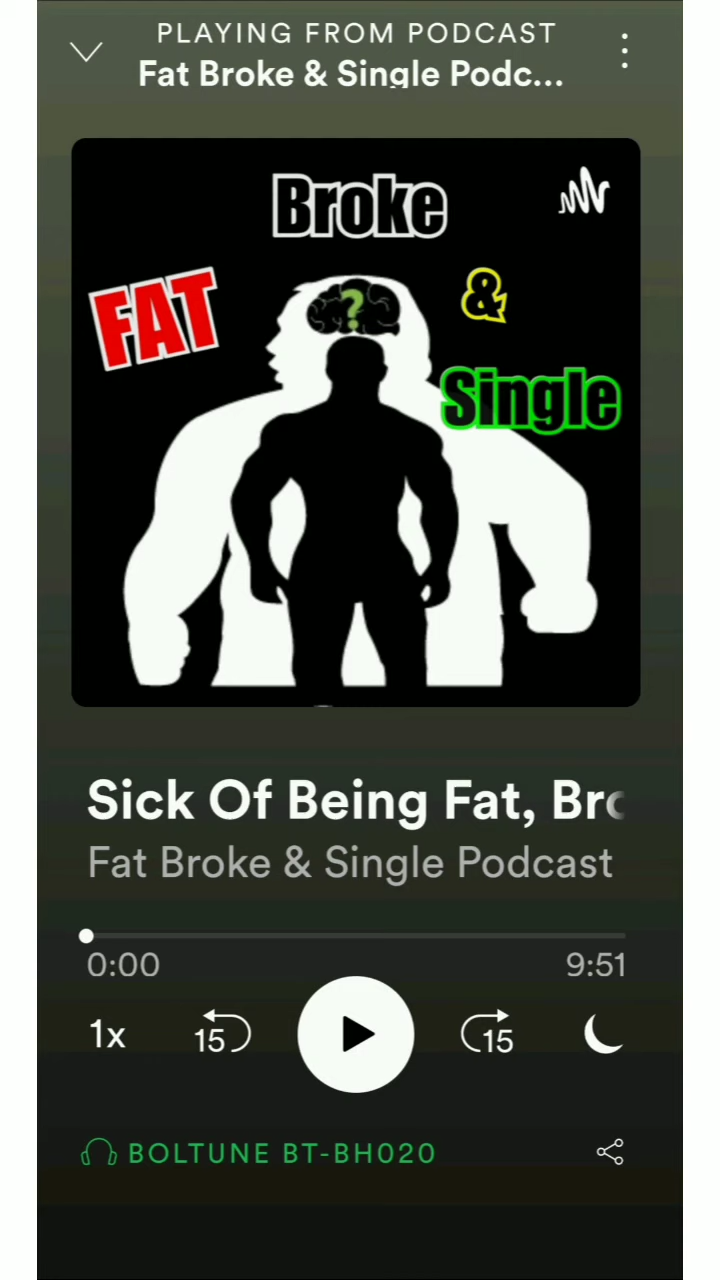 PLAYING FROM PODCAST
Fat Broke & Single Podc...
Broke
FAT
?
&
Single
Sick Of Being Fat, Bro
Fat Broke & Single Podcast
0:00
9:51
1x
15
15
BOLTUNE BT-BH020